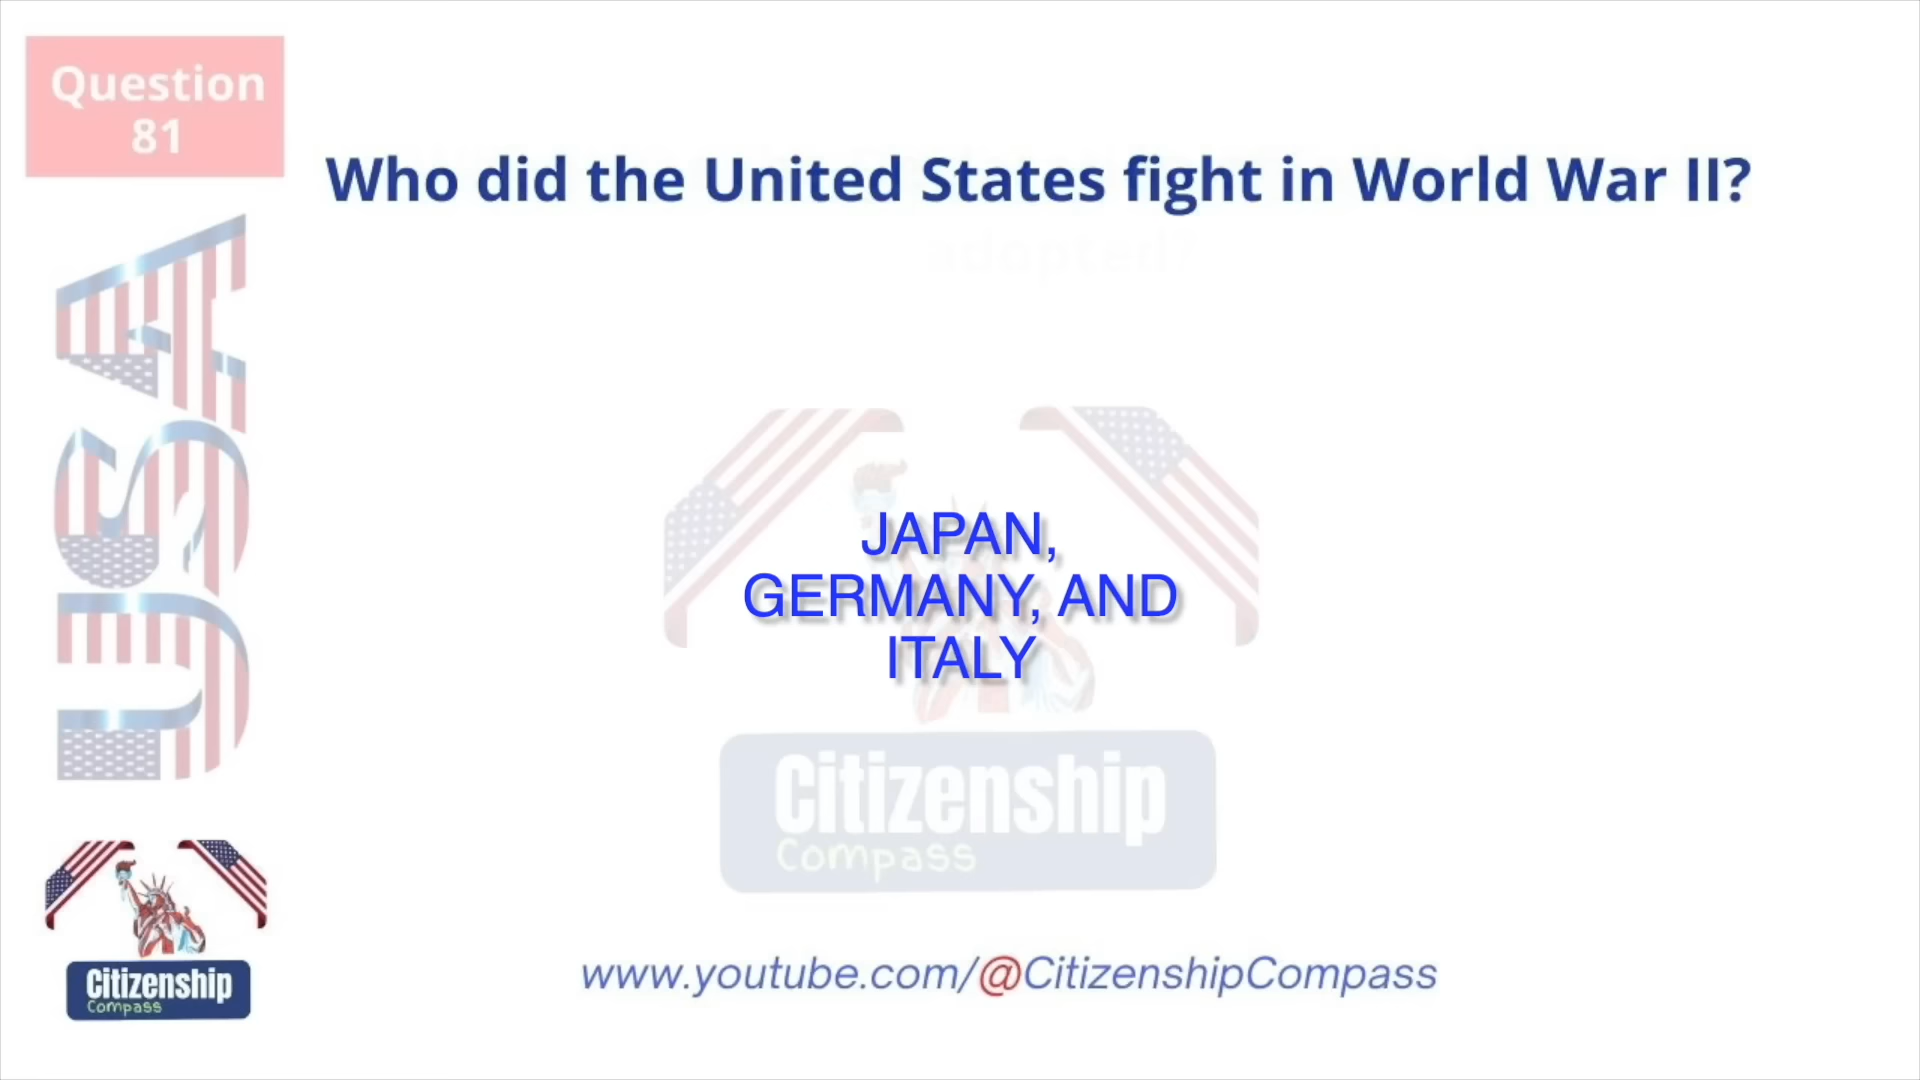 Question
81
Who did the United States fight in World War II?
adopted?
USA
JAPAN,
GERMANY, AND
ITALY
Citizenship
Compass
Citizenship
Compass
www.youtube.com/@CitizenshipCompass